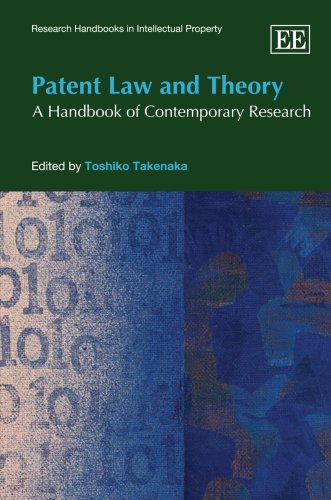 Research Handbooks in Intellectual Property
EE
Patent Law and Theory
A Handbook of Contemporary Research
Edited by Toshiko Takenaka